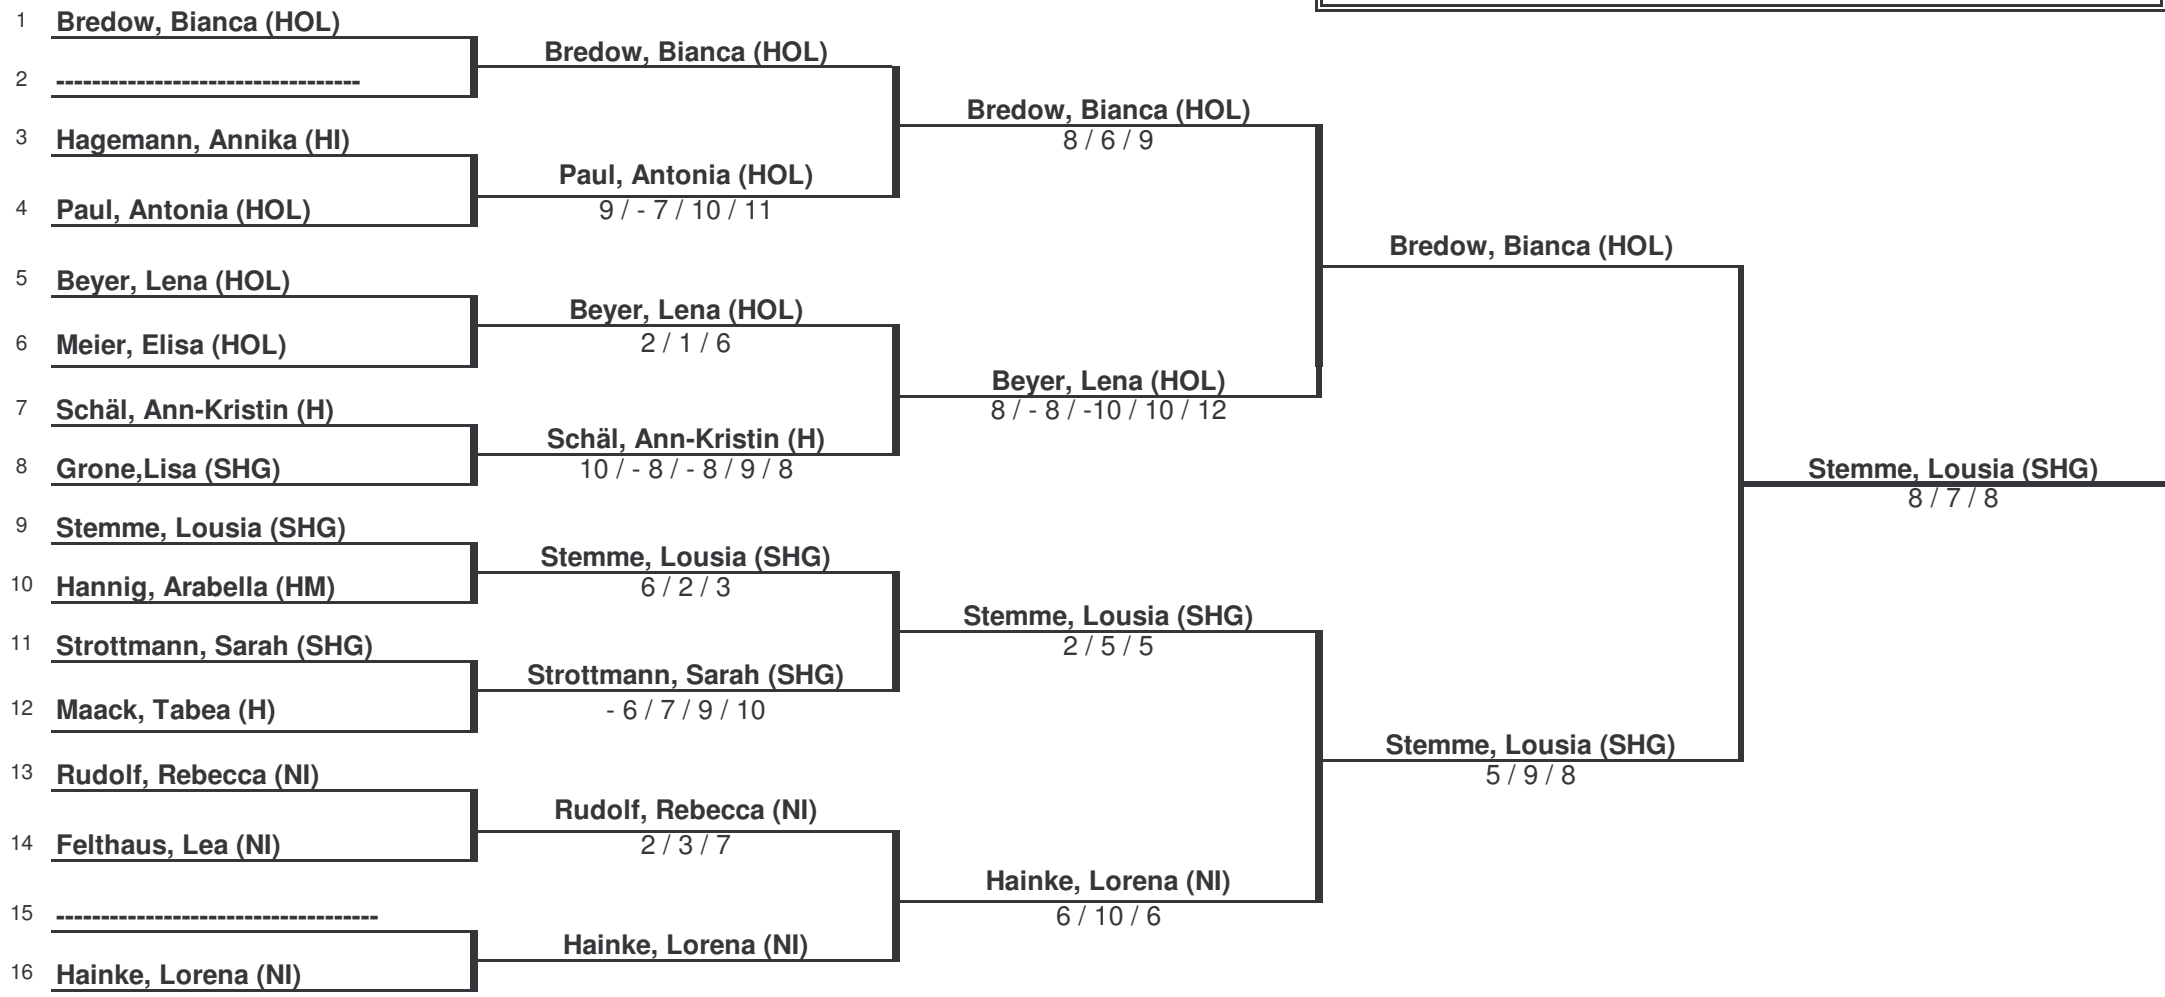 1 Bredow, Bianca (HOL)
2 ----------------------------------
3 Hagemann, Annika (HI)
4 Paul, Antonia (HOL)
5 Beyer, Lena (HOL)
6 Meier, Elisa (HOL)
7 Schäl, Ann-Kristin (H)
8 Grone,Lisa (SHG)
9 Stemme, Lousia (SHG)
10 Hannig, Arabella (HM)
11 Strottmann, Sarah (SHG)
12 Maack, Tabea (H)
13 Rudolf, Rebecca (NI)
14 Felthaus, Lea (NI)
15 ------------------------------------
16 Hainke, Lorena (NI)
Bredow, Bianca (HOL)
Paul, Antonia (HOL)
9 / - 7 / 10 / 11
Beyer, Lena (HOL)
2 / 1 / 6
Schäl, Ann-Kristin (H)
10 / - 8 / - 8 / 9 / 8
Stemme, Lousia (SHG)
6 / 2 / 3
Strottmann, Sarah (SHG)
- 6 / 7 / 9 / 10
Rudolf, Rebecca (NI)
2 / 3 / 7
Hainke, Lorena (NI)
Bredow, Bianca (HOL)
8 / 6 / 9
Beyer, Lena (HOL)
8 / - 8 / -10 / 10 / 12
Stemme, Lousia (SHG)
2 / 5 / 5
Hainke, Lorena (NI)
6 / 10 / 6
Bredow, Bianca (HOL)
Stemme, Lousia (SHG)
5 / 9 / 8
Stemme, Lousia (SHG)
8 / 7 / 8